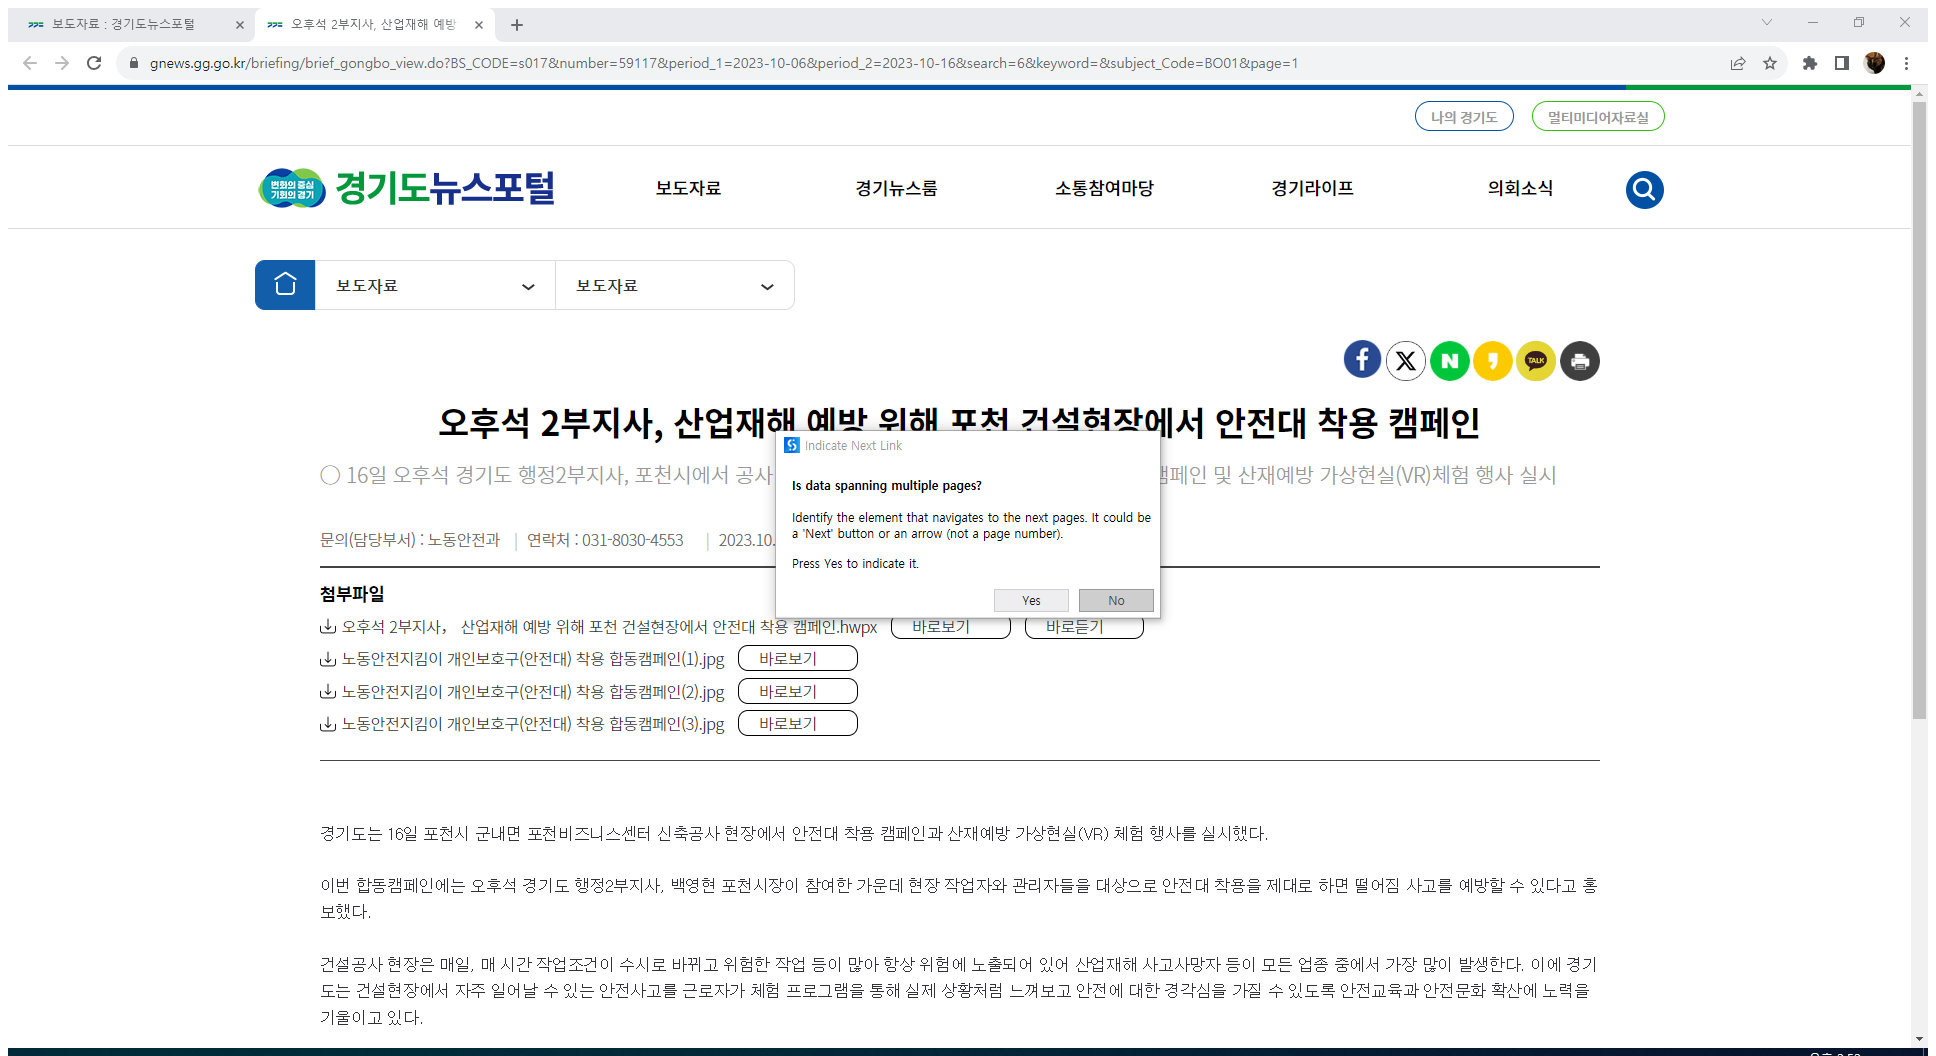 보도자료 : 경기도뉴스포털
오후석 2부지사, 산업재해 예방
gnews.gg.go.kr/briefing/brief_gongbo_view.do?BS_CODE=s017&number=59117&period_1=2023-10-06&period_2=2023-10-16&search=6&keyword=&subject_Code=BO01&page=1
나의 경기도
멀티미디어자료실
변화의 중심
기회의 경기
경기도뉴스포털
보도자료
경기뉴스룸
소통참여마당
경기라이프
의회소식
보도자료
보도자료
N
TALK
오후석 2부지사, 산업재해 예방 위해 포천 건설현장에서 안전대 착용 캠페인
○ 16일 오후석 경기도 행정2부지사, 포천시에서 공사
캠페인 및 산재예방 가상현실(VR)체험 행사 실시
Indicate Next Link
Is data spanning multiple pages?
Identify the element that navigates to the next pages. It could be
a 'Next' button or an arrow (not a page number).
Press Yes to indicate it.
Yes
No
문의(담당부서) : 노동안전과 | 연락처 : 031-8030-4553 | 2023.10.
첨부파일
오후석 2부지사, 산업재해 예방 위해 포천 건설현장에서 안전대 착용 캠페인.hwpx 바로보기 바로듣기
노동안전지킴이 개인보호구(안전대) 착용 합동캠페인(1).jpg 바로보기
노동안전지킴이 개인보호구(안전대) 착용 합동캠페인(2).jpg 바로보기
노동안전지킴이 개인보호구(안전대) 착용 합동캠페인(3).jpg 바로보기
경기도는 16일 포천시 군내면 포천비즈니스센터 신축공사 현장에서 안전대 착용 캠페인과 산재예방 가상현실(VR) 체험 행사를 실시했다.
이번 합동캠페인에는 오후석 경기도 행정2부지사, 백영현 포천시장이 참여한 가운데 현장 작업자와 관리자들을 대상으로 안전대 착용을 제대로 하면 떨어짐 사고를 예방할 수 있다고 홍
보했다.
건설공사 현장은 매일, 매 시간 작업조건이 수시로 바뀌고 위험한 작업 등이 많아 항상 위험에 노출되어 있어 산업재해 사고사망자 등이 모든 업종 중에서 가장 많이 발생한다. 이에 경기
도는 건설현장에서 자주 일어날 수 있는 안전사고를 근로자가 체험 프로그램을 통해 실제 상황처럼 느껴보고 안전에 대한 경각심을 가질 수 있도록 안전교육과 안전문화 확산에 노력을
기울이고 있다.